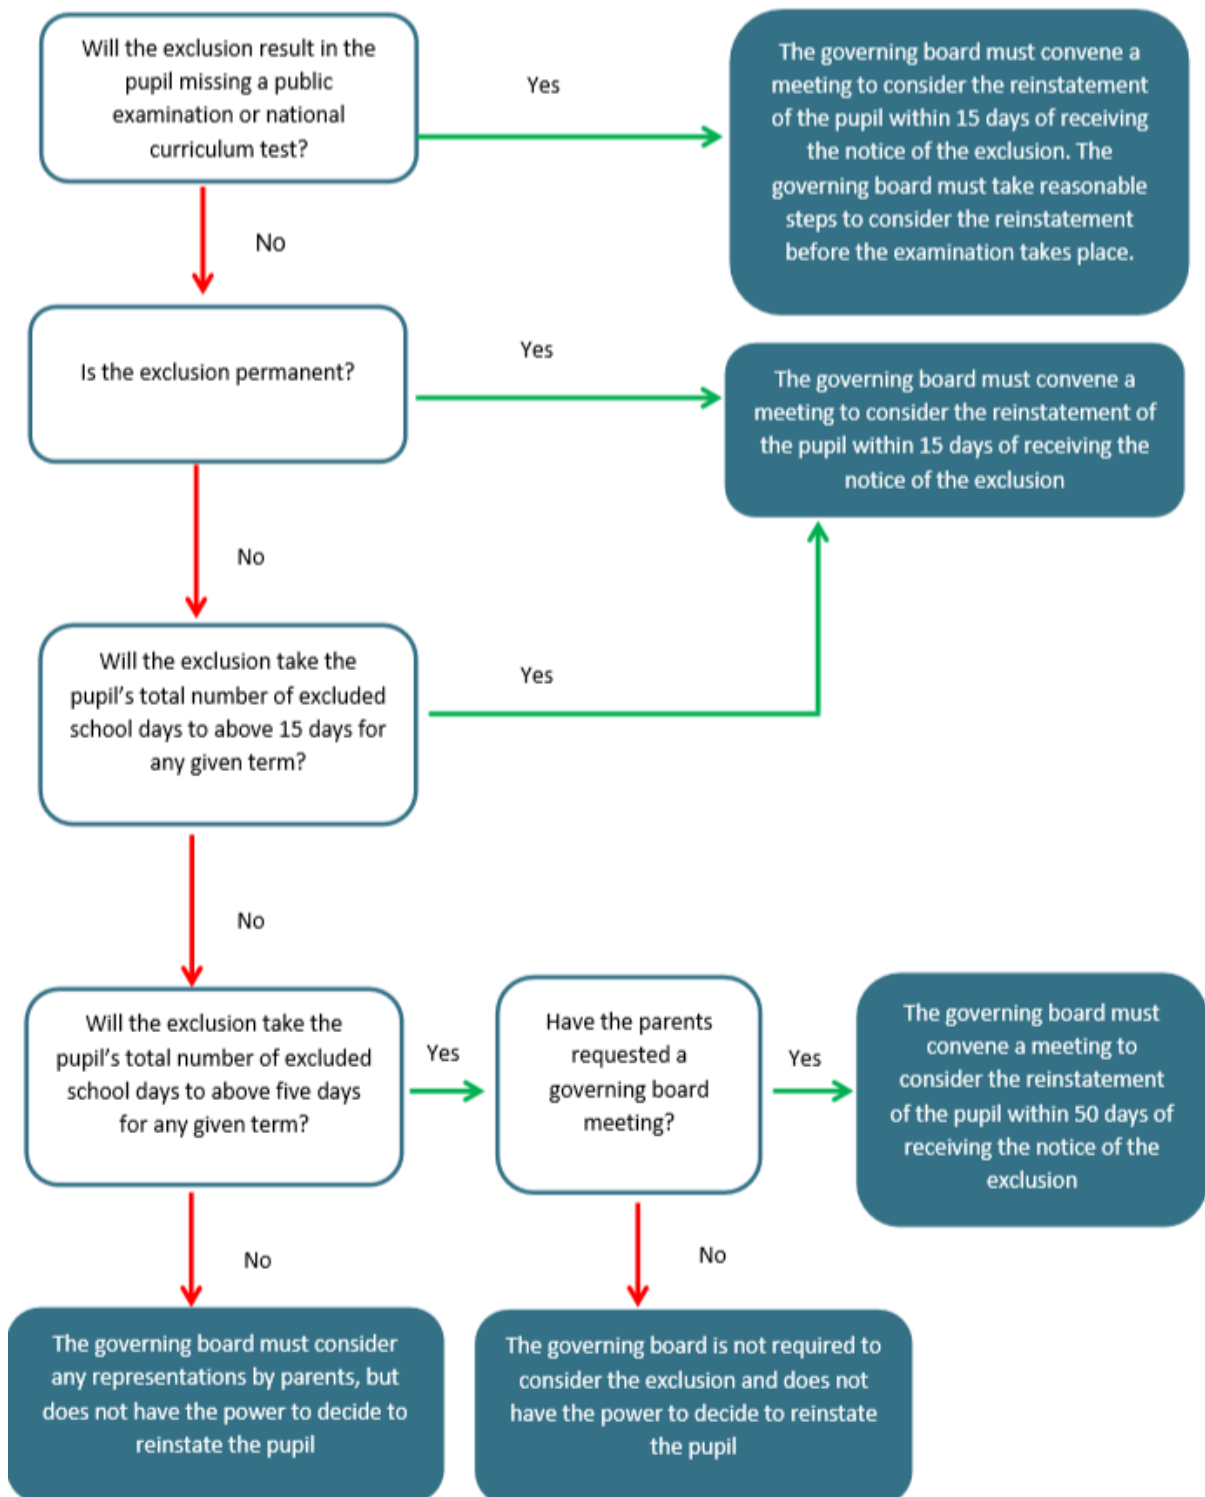 Will the exclusion result in the
pupil missing a public
examination or national
curriculum test?
Yes
The governing board must convene a
meeting to consider the reinstatement
of the pupil within 15 days of receiving
the notice of the exclusion. The
governing board must take reasonable
steps to consider the reinstatement
before the examination takes place.
No
Is the exclusion permanent?
Yes
The governing board must convene a
meeting to consider the reinstatement of
the pupil within 15 days of receiving the
notice of the exclusion
No
Will the exclusion take the
pupil’s total number of excluded
school days to above 15 days for
any given term?
Yes
No
Will the exclusion take the
pupil’s total number of excluded
school days to above five days
for any given term?
Yes
Have the parents
requested a
governing board
meeting?
Yes
The governing board must
convene a meeting to
consider the reinstatement
of the pupil within 50 days of
receiving the notice of the
exclusion
No
No
The governing board must consider
any representations by parents, but
does not have the power to decide to
reinstate the pupil
The governing board is not required to
consider the exclusion and does not
have the power to decide to reinstate
the pupil